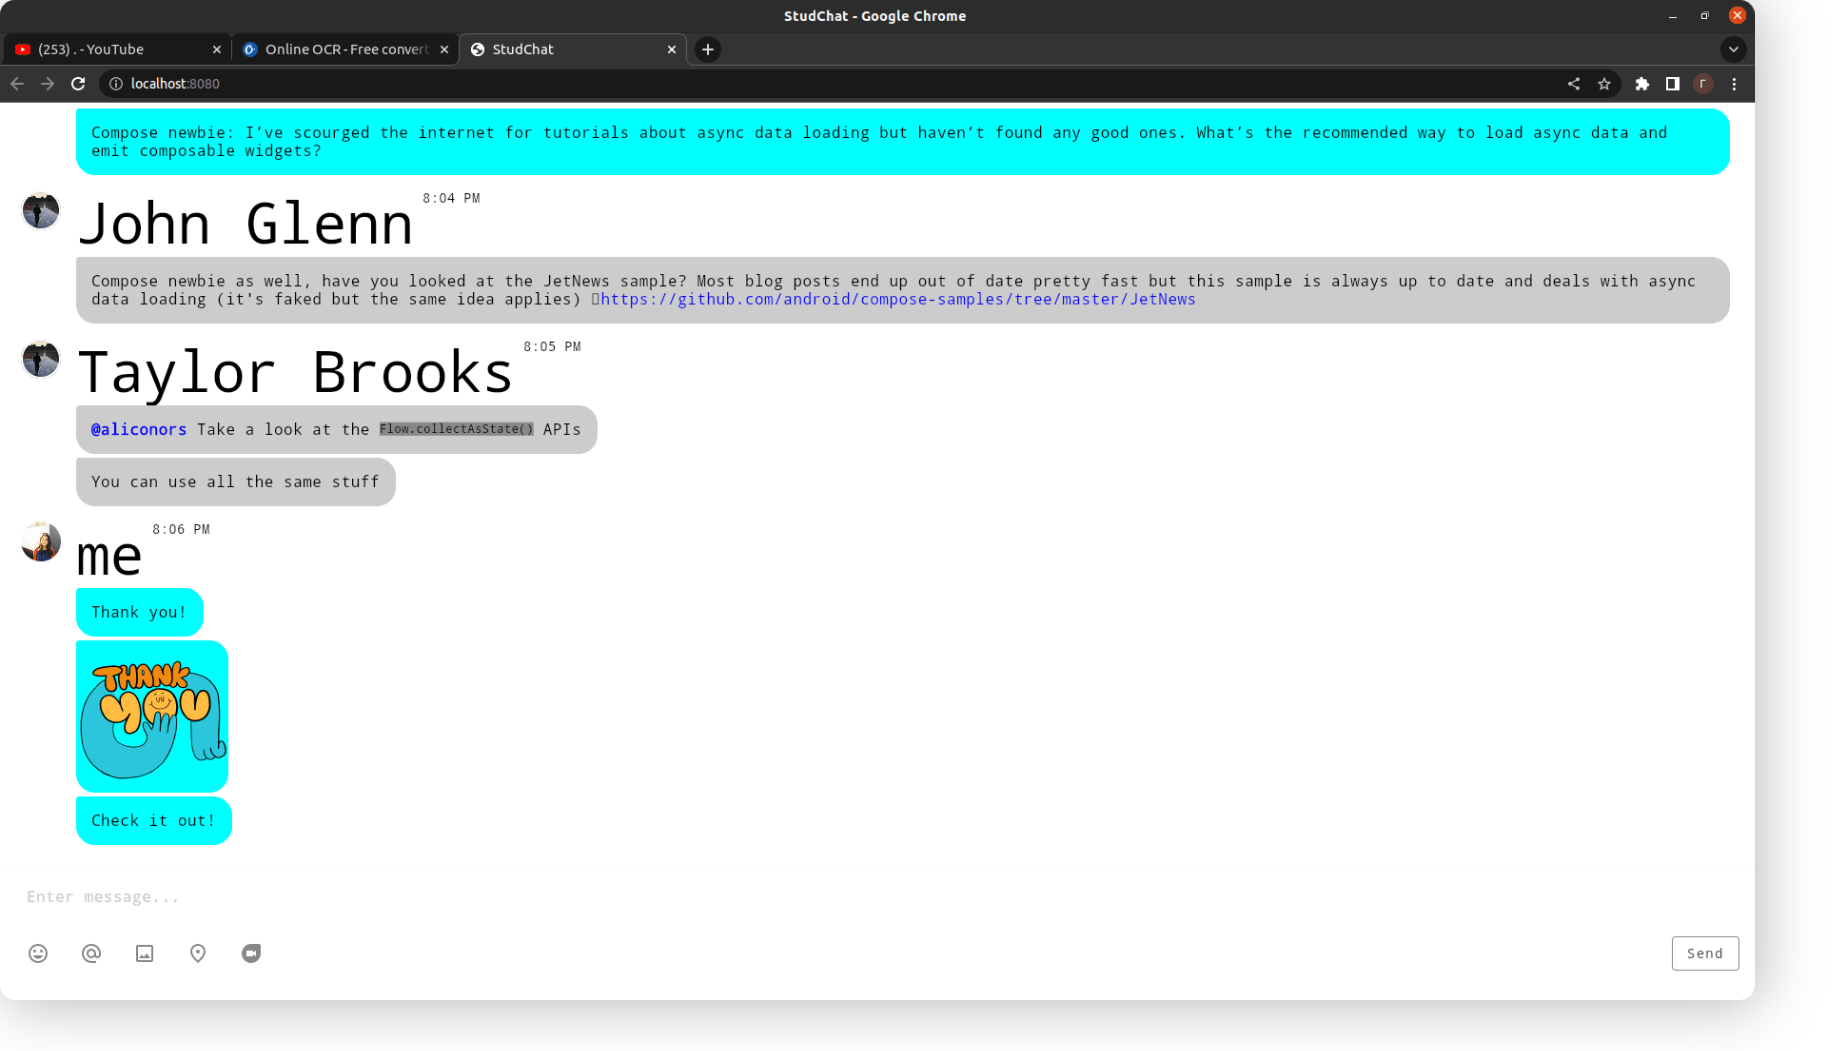 StudChat - Google Chrome
(253) . - YouTube
Online OCR - Free convert
StudChat
localhost:8080
Г
Compose newbie: I’ve scourged the internet for tutorials about async data loading but haven’t found any good ones. What’s the recommended way to load async data and
emit composable widgets?
John Glenn 8:04 PM
Compose newbie as well, have you looked at the JetNews sample? Most blog posts end up out of date pretty fast but this sample is always up to date and deals with async
data loading (it's faked but the same idea applies) https://github.com/android/compose-samples/tree/master/JetNews
Taylor Brooks 8:05 PM
@aliconors Take a look at the Flow.collectAsState() APIs
You can use all the same stuff
me 8:06 PM
Thank you!
THANK
YOU
Check it out!
Enter message...
Send